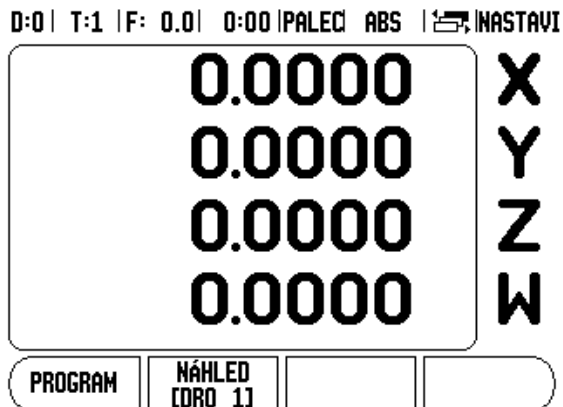 D:0 | T:1 | F: 0.0 | 0:00 | PALEC ABS | NASTAVI
0.0000 X
0.0000 Y
0.0000 Z
0.0000 W
PROGRAM NÁHLED
[DRO 1]